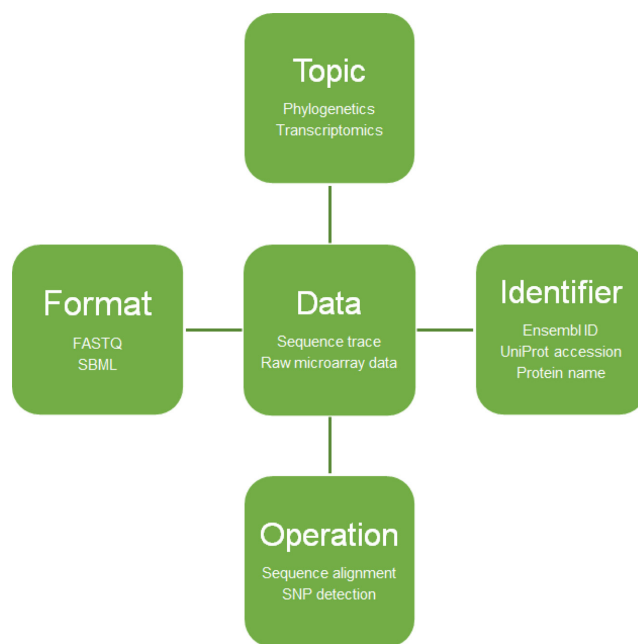 Topic
Phylogenetics
Transcriptomics
Format
FASTQ
SBML
Data
Sequence trace
Raw microarray data
Identifier
Ensembl ID
UniProt accession
Protein name
Operation
Sequence alignment
SNP detection